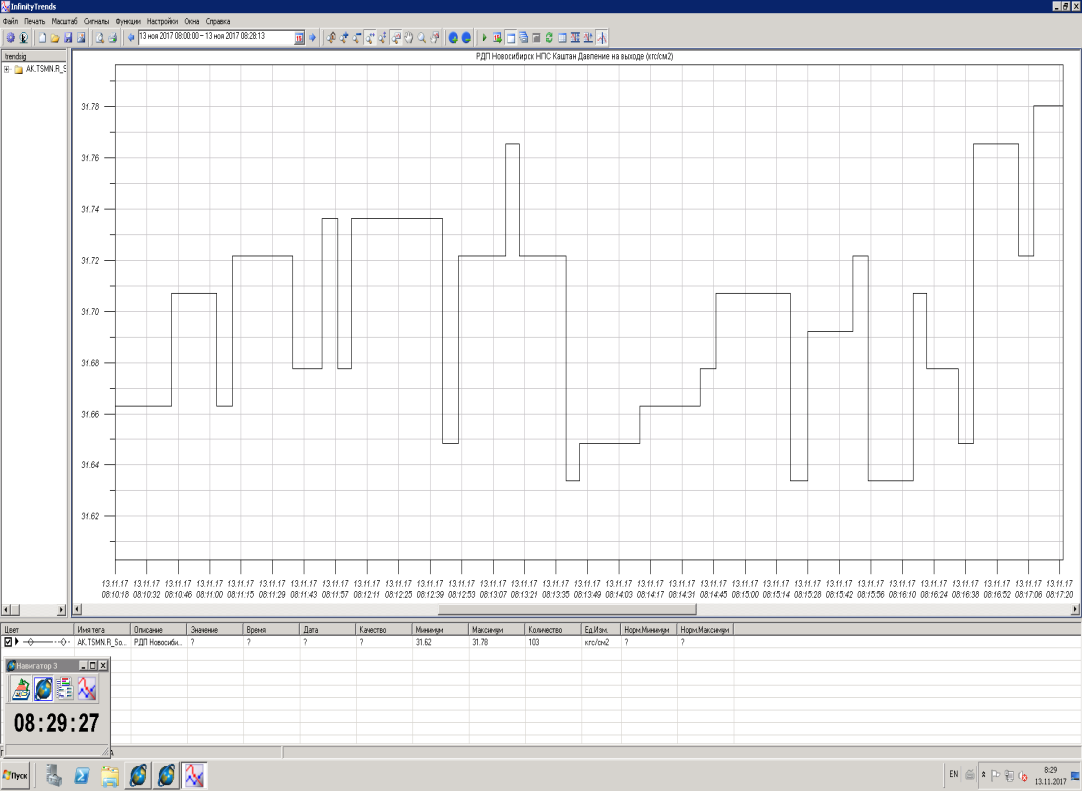 InfinityTrends
Файл Печать Масштаб Сигналы Функции Настройки Окна Справка
13 ноя 2017 08:00:00 – 13 ноя 2017 08:28:13
trendsig
AK.TSMN.R_S
РДП Новосибирск НПС Каштан Давление на выходе (кгс/см2)
31.78
31.76
31.74
31.72
31.70
31.68
31.66
31.64
31.62
13.11.17 13.11.17 13.11.17 13.11.17 13.11.17 13.11.17 13.11.17 13.11.17 13.11.17 13.11.17 13.11.17 13.11.17 13.11.17 13.11.17 13.11.17 13.11.17 13.11.17 13.11.17 13.11.17 13.11.17 13.11.17 13.11.17 13.11.17 13.11.17 13.11.17 13.11.17 13.11.17 13.11.17 13.11.17 13.11.17 13.11.17
08:10:18 08:10:32 08:10:46 08:11:00 08:11:15 08:11:29 08:11:43 08:11:57 08:12:11 08:12:25 08:12:39 08:12:53 08:13:07 08:13:21 08:13:35 08:13:49 08:14:03 08:14:17 08:14:31 08:14:45 08:15:00 08:15:14 08:15:28 08:15:42 08:15:56 08:16:10 08:16:24 08:16:38 08:16:52 08:17:06 08:17:20
Цвет Имя тега Описание Значение Время Дата Качество Минимум Максимум Количество Ед.Изм. Норм.Минимум Норм.Максимум
AK.TSMN.R_So... РДП Новосиби... ? ? ? ? 31.62 31.78 103 кгс/см2 ? ?
Навигатор 3
08:29:27
Пуск
EN
8:29
13.11.2017